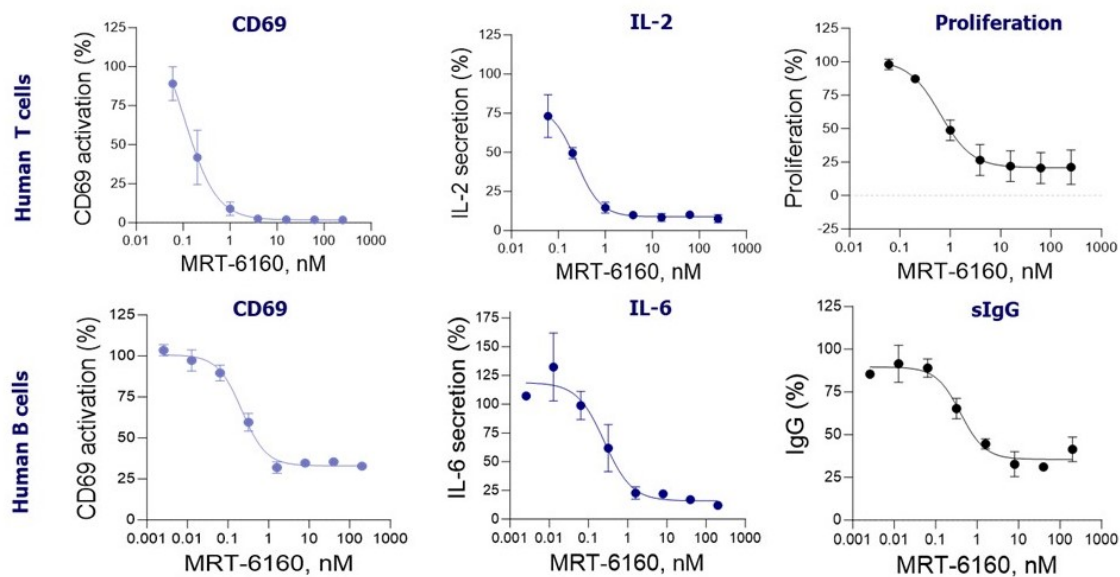 Human T cells
CD69
CD69 activation (%)
125
100
75
50
25
0
0.01 0.1 1 10 100 1000
MRT-6160, nM
IL-2
IL-2 secretion (%)
125
100
75
50
25
0
0.01 0.1 1 10 100 1000
MRT-6160, nM
Proliferation
Proliferation (%)
125
100
75
50
25
0
-25
0.01 0.1 1 10 100 1000
MRT-6160, nM
Human B cells
CD69
CD69 activation (%)
125
100
75
50
25
0
0.001 0.01 0.1 1 10 100 1000
MRT-6160, nM
IL-6
IL-6 secretion (%)
175
150
125
100
75
50
25
0
0.001 0.01 0.1 1 10 100 1000
MRT-6160, nM
sIgG
IgG (%)
125
100
75
50
25
0
0.001 0.01 0.1 1 10 100 1000
MRT-6160, nM